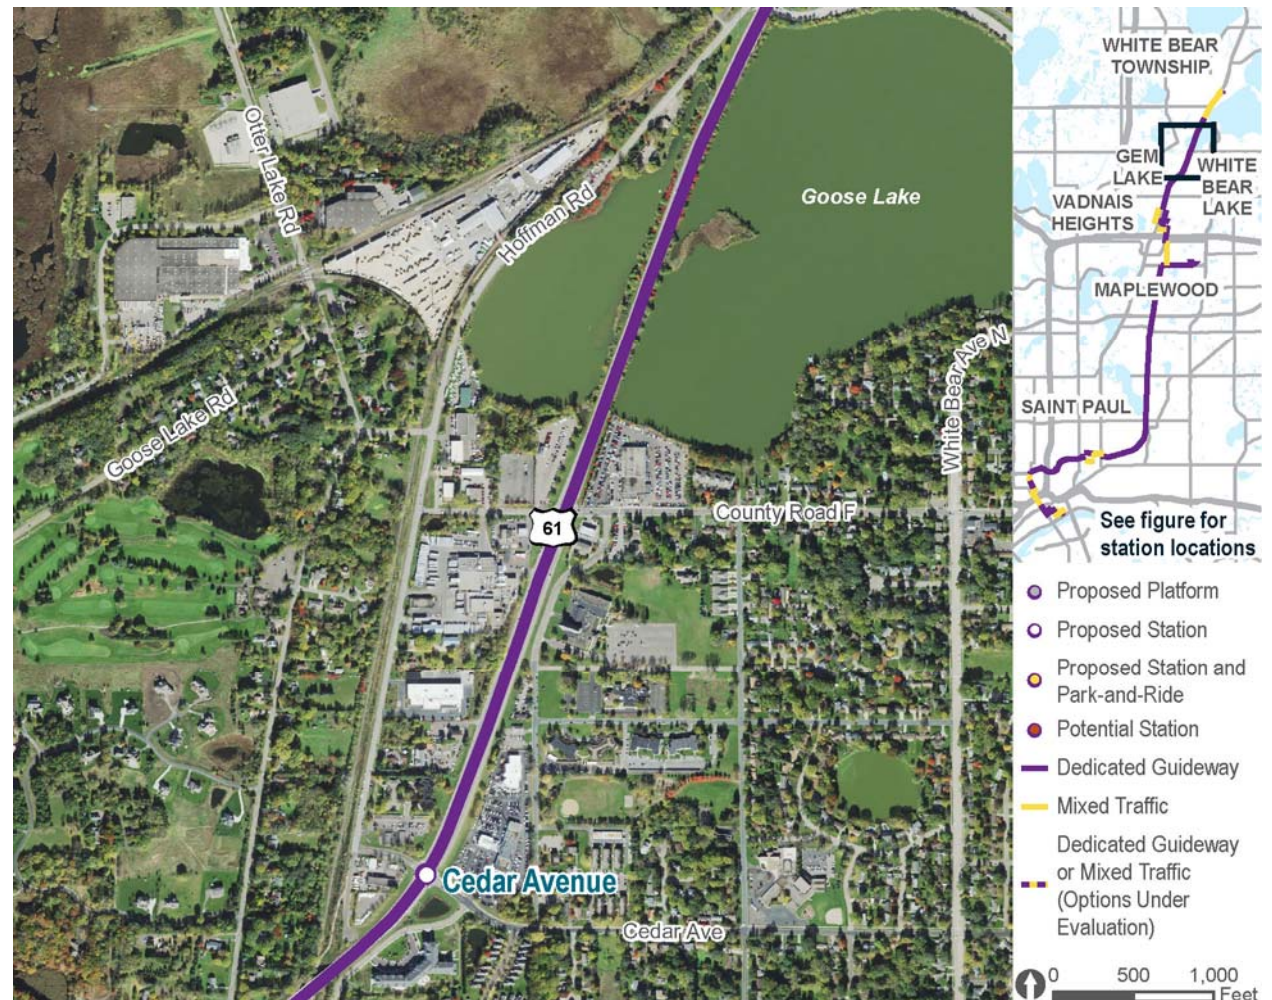 Otter Lake Rd
Hoffman Rd
Goose Lake
Goose Lake Rd
White Bear Ave N
County Road F
61
Cedar Avenue
Cedar Ave
WHITE BEAR
TOWNSHIP
GEM
LAKE
WHITE
BEAR
LAKE
VADNAIS
HEIGHTS
MAPLEWOOD
SAINT PAUL
See figure for
station locations
Proposed Platform
Proposed Station
Proposed Station and
Park-and-Ride
Potential Station
Dedicated Guideway
Mixed Traffic
Dedicated Guideway
or Mixed Traffic
(Options Under
Evaluation)
0 500 1,000
Feet